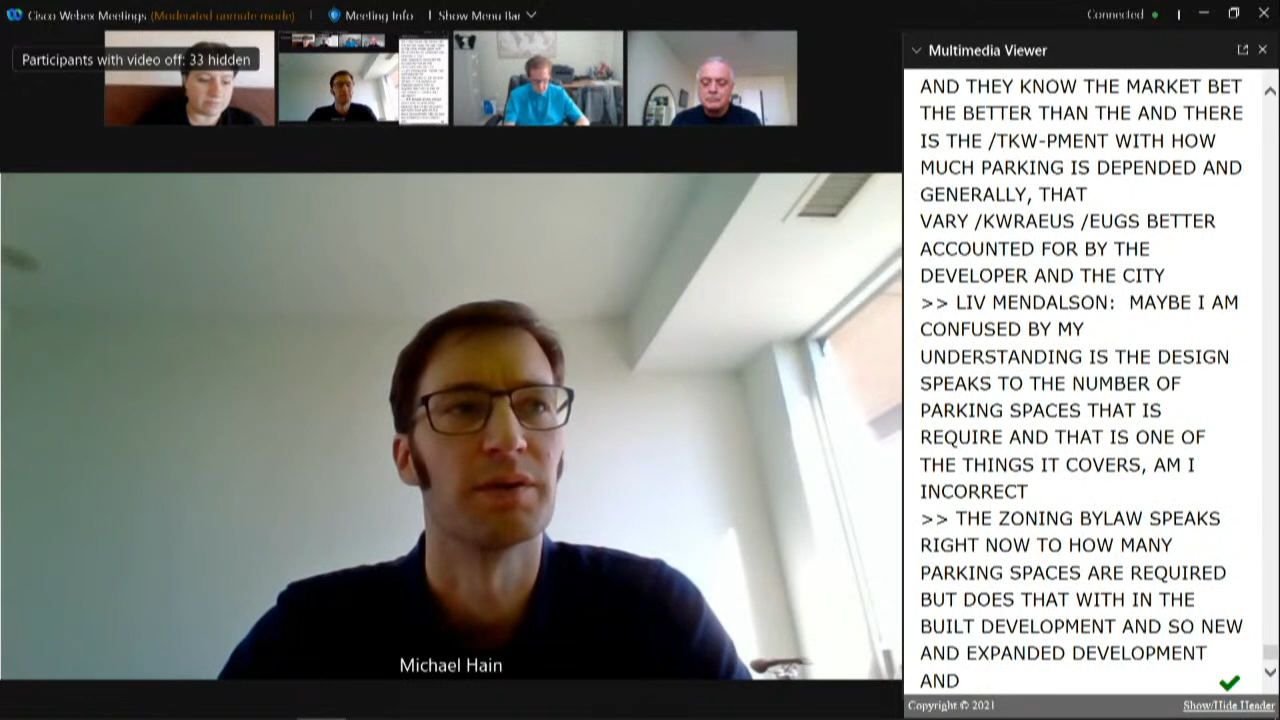 Cisco Webex Meetings (Moderated unmute mode) | Meeting Info | Show Menu Bar
Connected
Participants with video off: 33 hidden
Multimedia Viewer
AND THEY KNOW THE MARKET BET
THE BETTER THAN THE AND THERE
IS THE /TKW-PMENT WITH HOW
MUCH PARKING IS DEPENDED AND
GENERALLY, THAT
VARY /KWRAEUS /EUGS BETTER
ACCOUNTED FOR BY THE
DEVELOPER AND THE CITY
>> LIV MENDALSON: MAYBE I AM
CONFUSED BY MY
UNDERSTANDING IS THE DESIGN
SPEAKS TO THE NUMBER OF
PARKING SPACES THAT IS
REQUIRE AND THAT IS ONE OF
THE THINGS IT COVERS, AM I
INCORRECT
>> THE ZONING BYLAW SPEAKS
RIGHT NOW TO HOW MANY
PARKING SPACES ARE REQUIRED
BUT DOES THAT WITH IN THE
BUILT DEVELOPMENT AND SO NEW
AND EXPANDED DEVELOPMENT
AND
Michael Hain
Copyright © 2021
Show/Hide Header